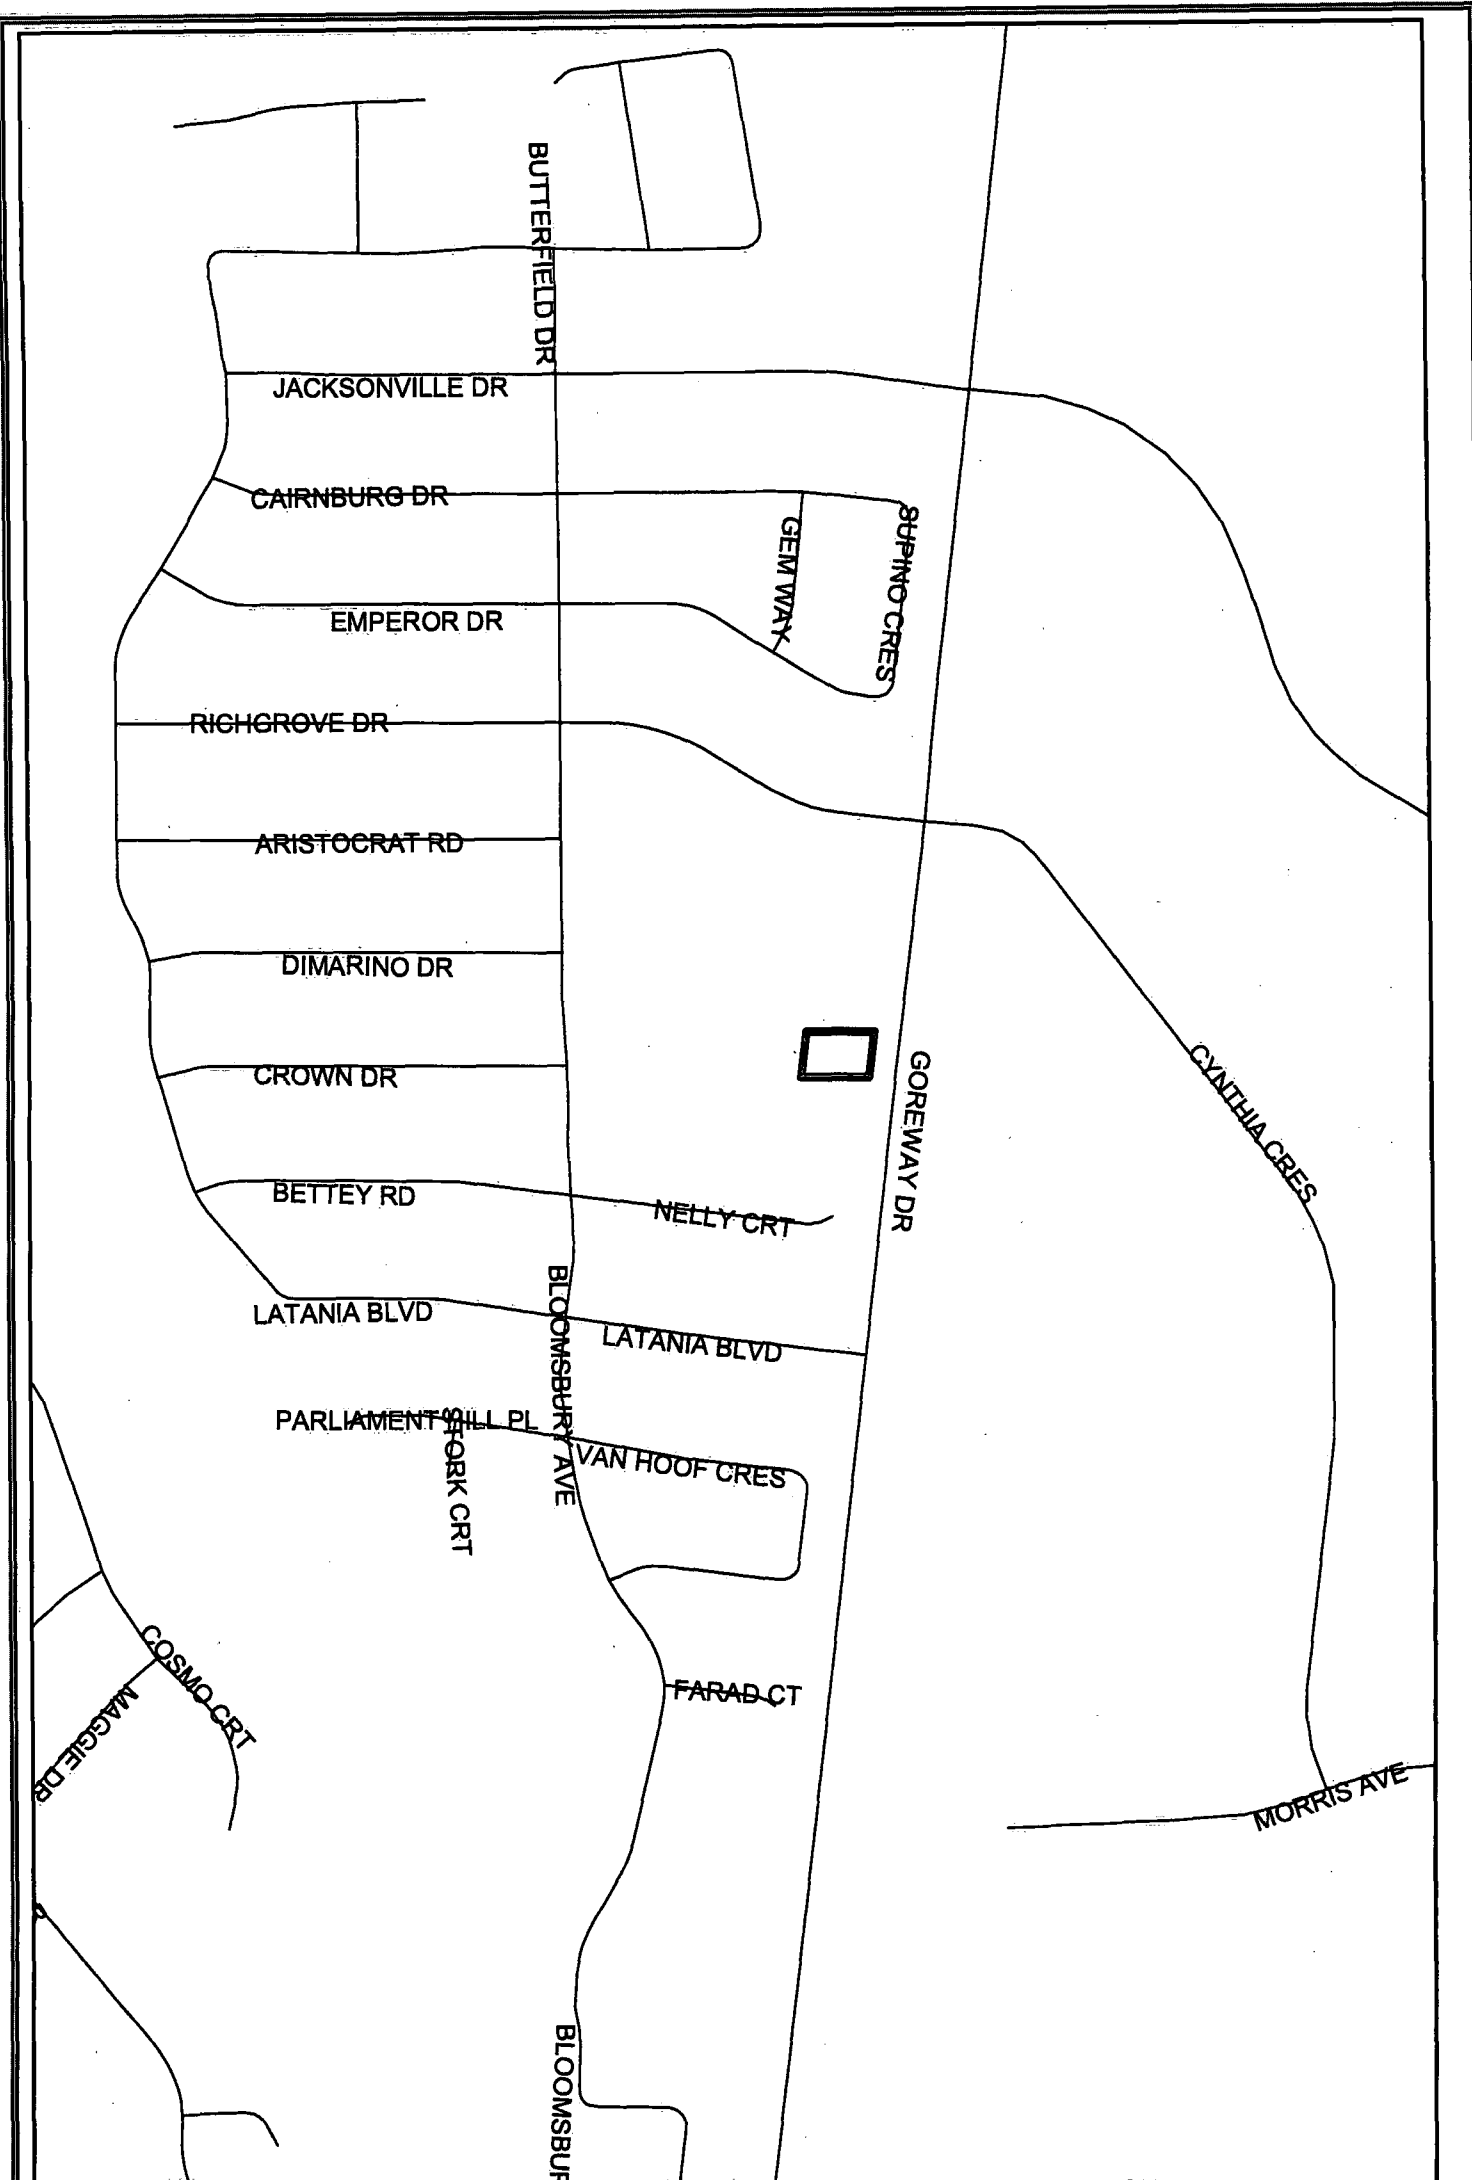 BUTTERFIELD DR
JACKSONVILLE DR
CAIRNBURG DR
GEM WAY
SUPINO CRES
EMPEROR DR
RICHGROVE DR
ARISTOCRAT RD
DIMARINO DR
CROWN DR
GOREWAY DR
CYNTHIA CRES
BETTEY RD
NELLY CRT
LATANIA BLVD
BLOOMSBURY AVE
LATANIA BLVD
PARLIAMENT HILL PL
STORK CRT
VAN HOOF CRES
COSMO CRT
MAGGIE DR
FARAD CT
MORRIS AVE
BLOOMSBUR